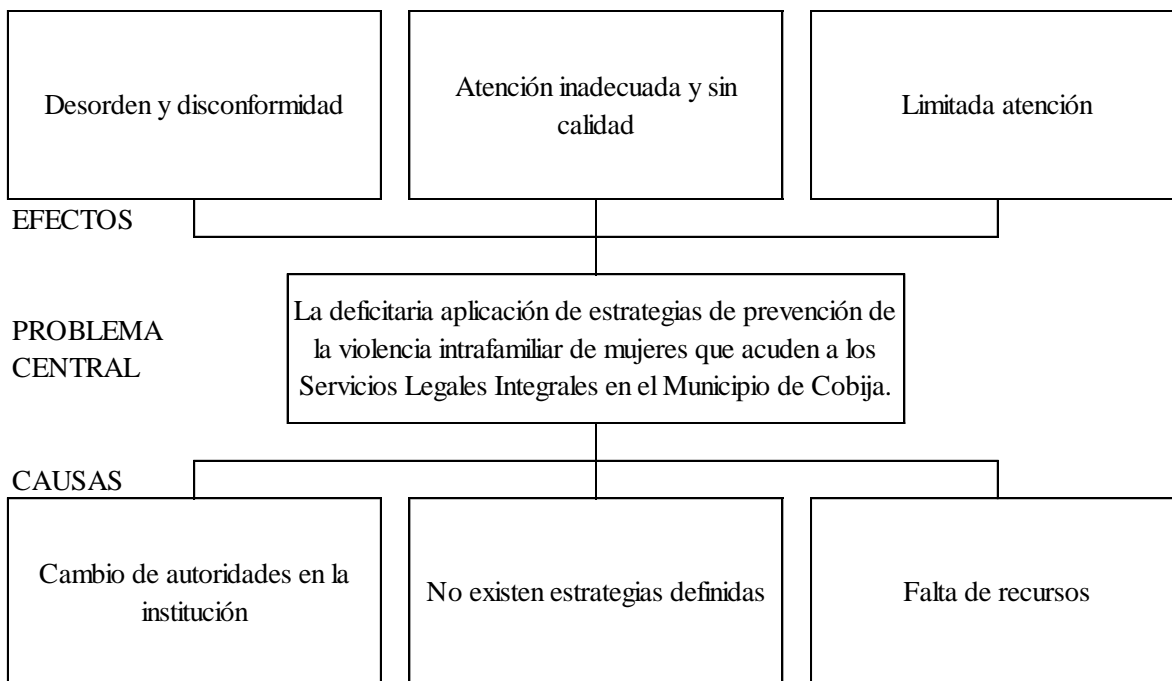 Desorden y disconformidad
Atención inadecuada y sin
calidad
Limitada atención
EFECTOS
PROBLEMA
CENTRAL
La deficitaria aplicación de estrategias de prevención de
la violencia intrafamiliar de mujeres que acuden a los
Servicios Legales Integrales en el Municipio de Cobija.
CAUSAS
Cambio de autoridades en la
institución
No existen estrategias definidas
Falta de recursos